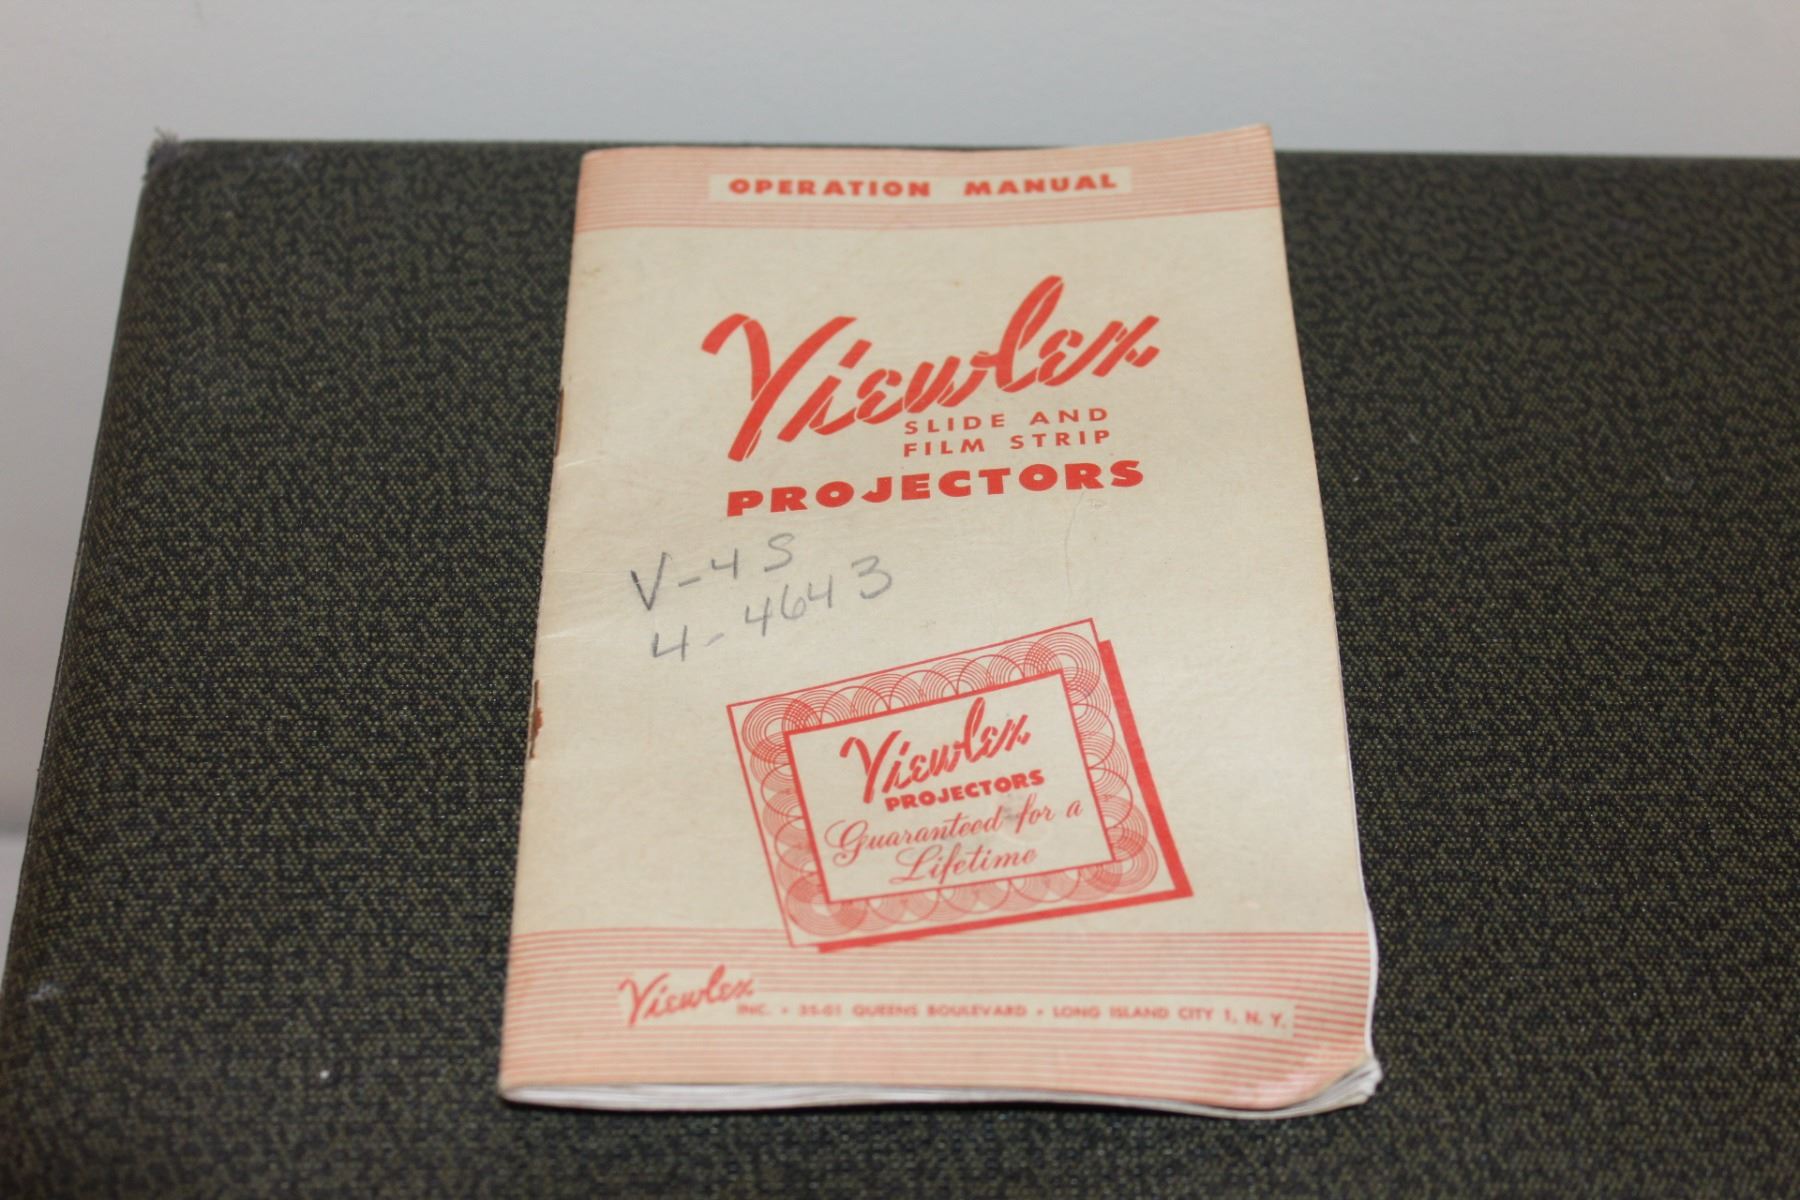 OPERATION MANUAL
Viewlex
SLIDE AND
FILM STRIP
PROJECTORS
V-4S
4-4643
Viewlex
PROJECTORS
Guaranteed for a
Lifetime
Viewlex
INC. • 35-01 QUEENS BOULEVARD • LONG ISLAND CITY 1, N. Y.